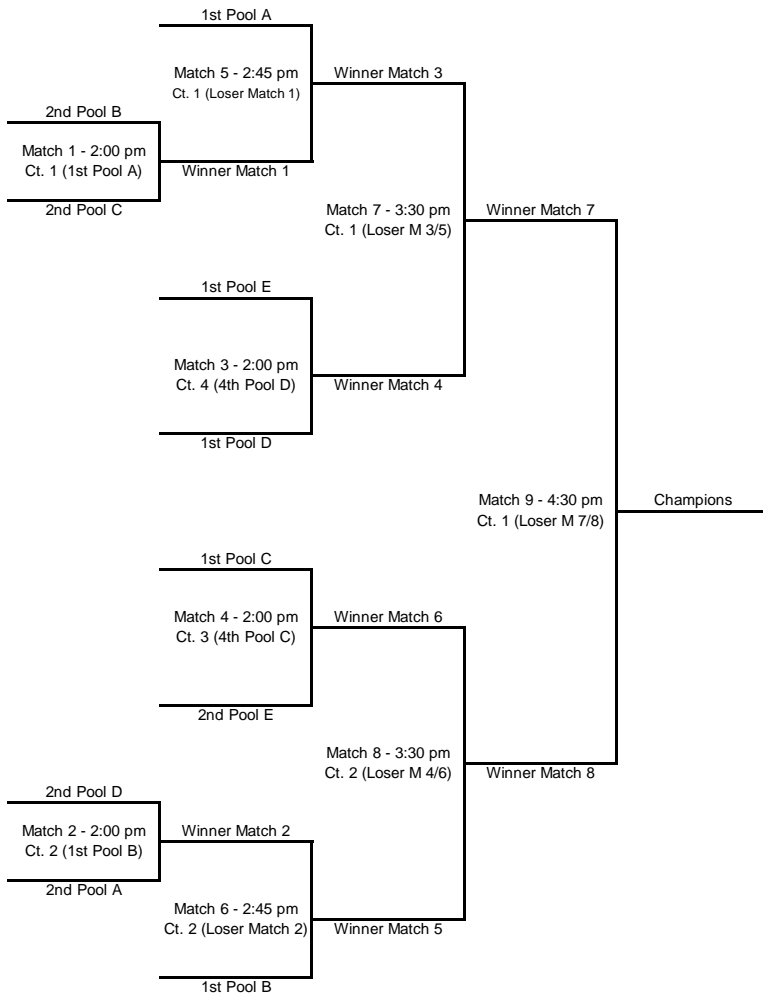 1st Pool A
Match 5 - 2:45 pm
Ct. 1 (Loser Match 1)
Winner Match 3
2nd Pool B
Match 1 - 2:00 pm
Ct. 1 (1st Pool A)
Winner Match 1
2nd Pool C
Match 7 - 3:30 pm
Ct. 1 (Loser M 3/5)
Winner Match 7
1st Pool E
Match 3 - 2:00 pm
Ct. 4 (4th Pool D)
Winner Match 4
1st Pool D
Match 9 - 4:30 pm
Ct. 1 (Loser M 7/8)
Champions
1st Pool C
Match 4 - 2:00 pm
Ct. 3 (4th Pool C)
Winner Match 6
2nd Pool E
Match 8 - 3:30 pm
Ct. 2 (Loser M 4/6)
Winner Match 8
2nd Pool D
Match 2 - 2:00 pm
Ct. 2 (1st Pool B)
Winner Match 2
2nd Pool A
Match 6 - 2:45 pm
Ct. 2 (Loser Match 2)
Winner Match 5
1st Pool B